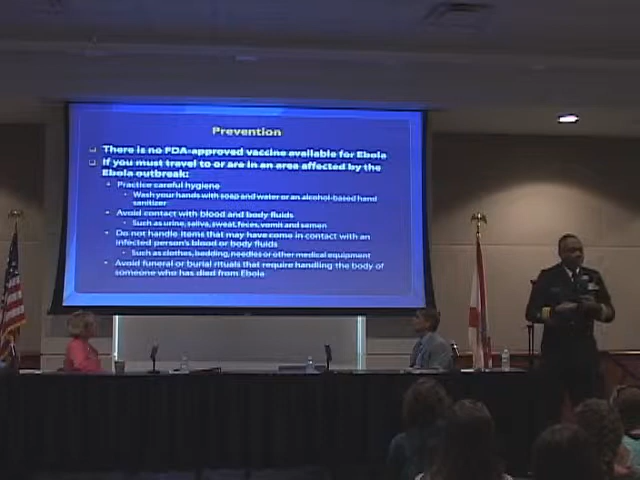 Prevention
There is no FDA-approved vaccine available for Ebola
If you must travel to or are in an area affected by the
Ebola outbreak:
Practice careful hygiene
Wash your hands with soap and water or an alcohol-based hand
sanitizer
Avoid contact with blood and body fluids
Such as urine, saliva, sweat, feces, vomit and semen
Do not handle items that may have come in contact with an
infected person's blood or body fluids
Such as clothes, bedding, needles or other medical equipment
Avoid funeral or burial rituals that require handling the body of
someone who has died from Ebola